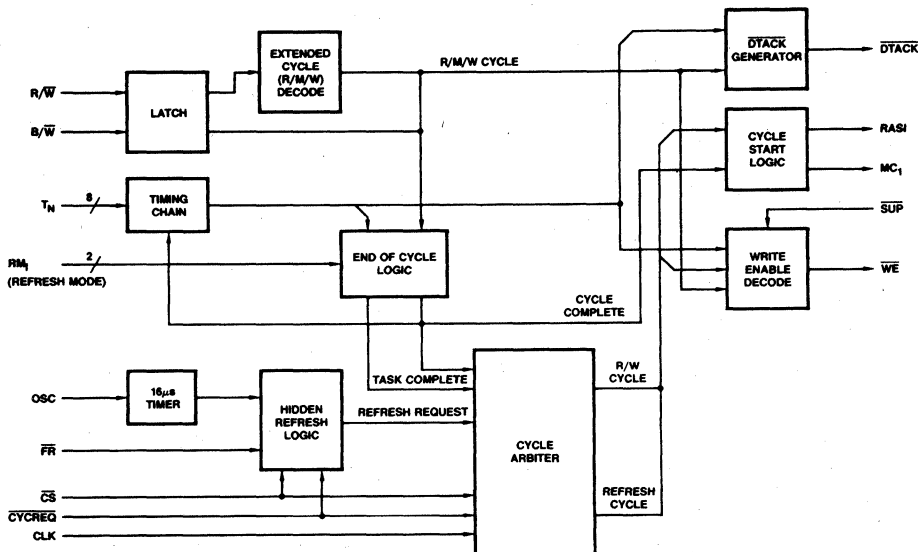 EXTENDED
CYCLE
(R/M/W)
DECODE
R/M/W CYCLE
DTACK
GENERATOR
DTACK
R/W
B/W
LATCH
CYCLE
START
LOGIC
RASI
MC1
TN
8
TIMING
CHAIN
SUP
RMI
2
(REFRESH MODE)
END OF CYCLE
LOGIC
WRITE
ENABLE
DECODE
WE
CYCLE
COMPLETE
TASK COMPLETE
R/W
CYCLE
OSC
16µs
TIMER
HIDDEN
REFRESH
LOGIC
REFRESH REQUEST
FR
CYCLE
ARBITER
CS
CYCREQ
CLK
REFRESH
CYCLE